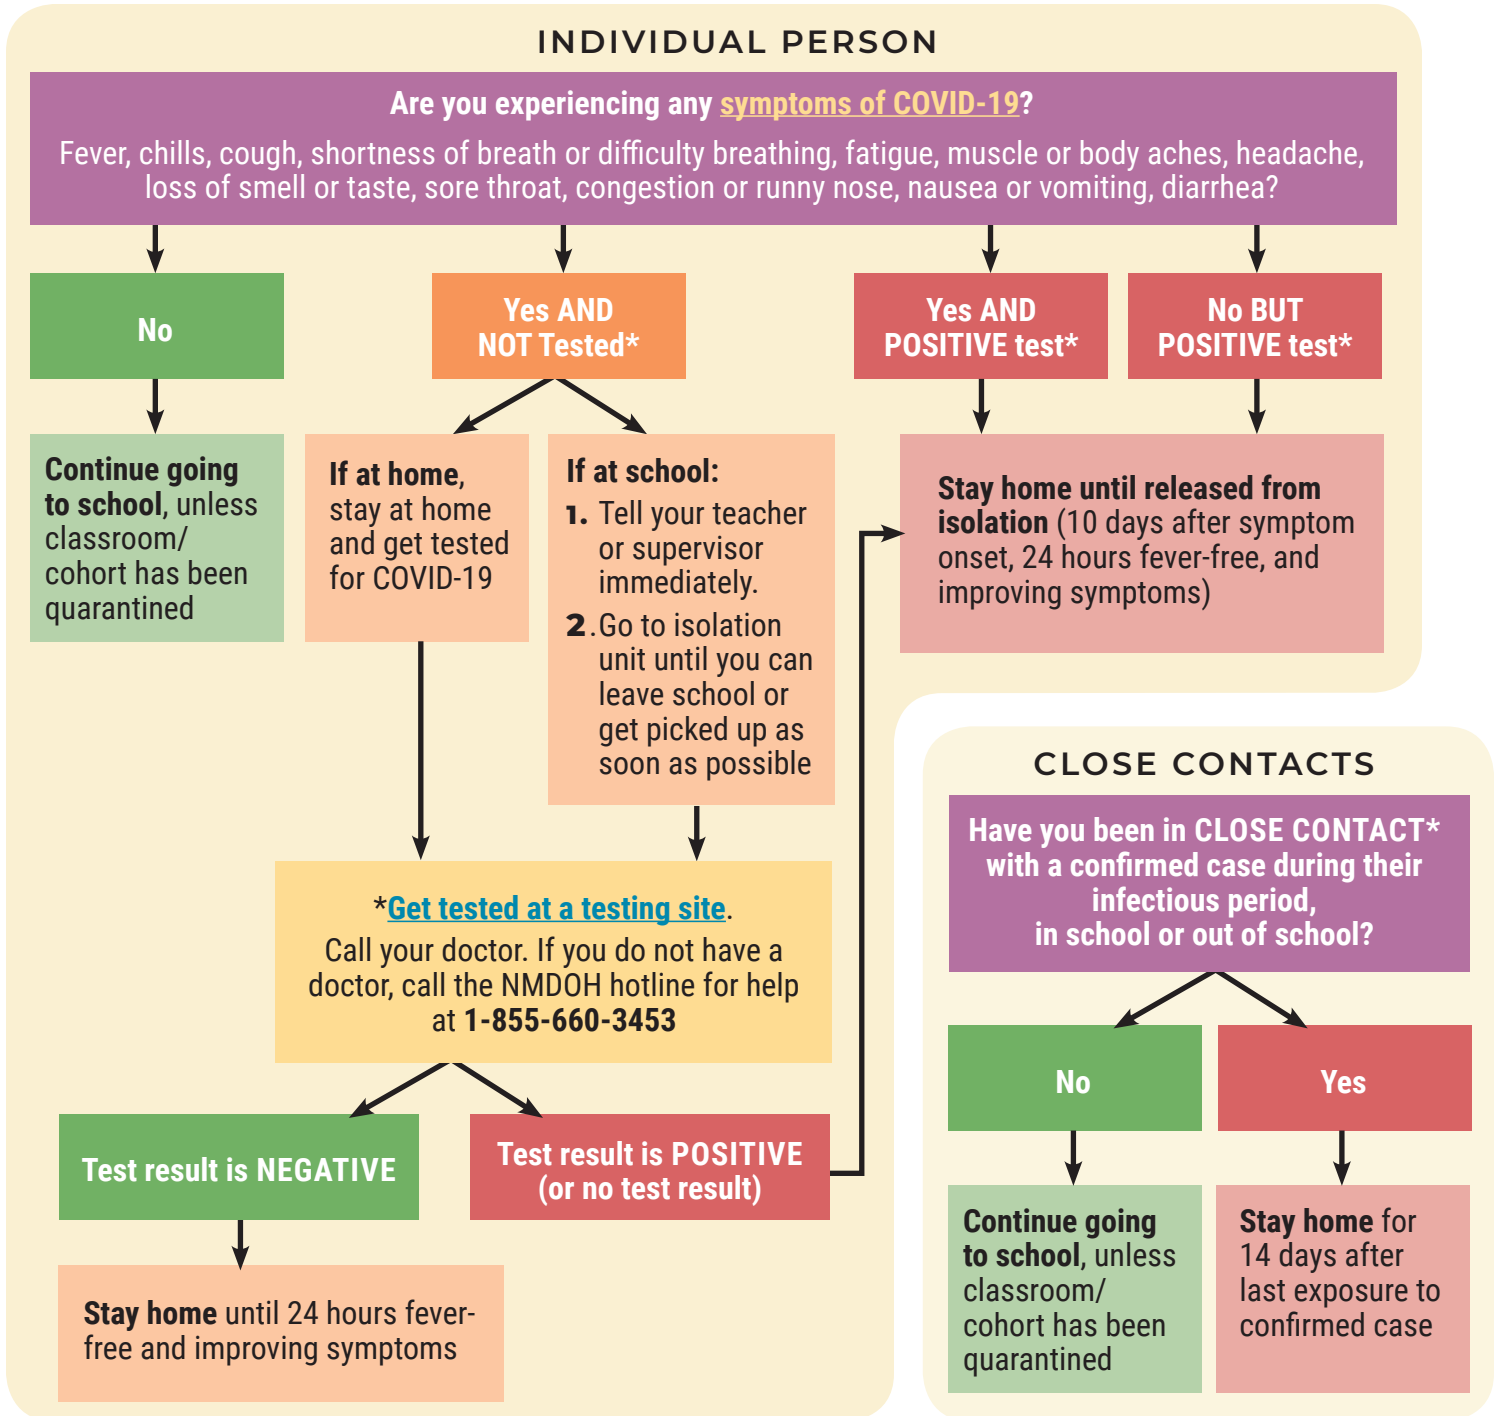 INDIVIDUAL PERSON
Are you experiencing any symptoms of COVID-19?
Fever, chills, cough, shortness of breath or difficulty breathing, fatigue, muscle or body aches, headache,
loss of smell or taste, sore throat, congestion or runny nose, nausea or vomiting, diarrhea?
No
Yes AND
NOT Tested*
Yes AND
POSITIVE test*
No BUT
POSITIVE test*
Continue going
to school, unless
classroom/
cohort has been
quarantined
If at home,
stay at home
and get tested
for COVID-19
If at school:
1. Tell your teacher
or supervisor
immediately.
2.Go to isolation
unit until you can
leave school or
get picked up as
soon as possible
Stay home until released from
isolation (10 days after symptom
onset, 24 hours fever-free, and
improving symptoms)
*Get tested at a testing site.
Call your doctor. If you do not have a
doctor, call the NMDOH hotline for help
at 1-855-660-3453
Test result is NEGATIVE
Test result is POSITIVE
(or no test result)
Stay home until 24 hours fever-
free and improving symptoms
CLOSE CONTACTS
Have you been in CLOSE CONTACT*
with a confirmed case during their
infectious period,
in school or out of school?
No
Yes
Continue going
to school, unless
classroom/
cohort has been
quarantined
Stay home for
14 days after
last exposure to
confirmed case